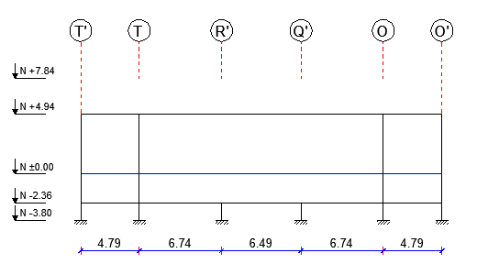 T' T R' Q' O O'
N +7.84
N +4.94
N ±0.00
N -2.36
N -3.80
4.79 6.74 6.49 6.74 4.79